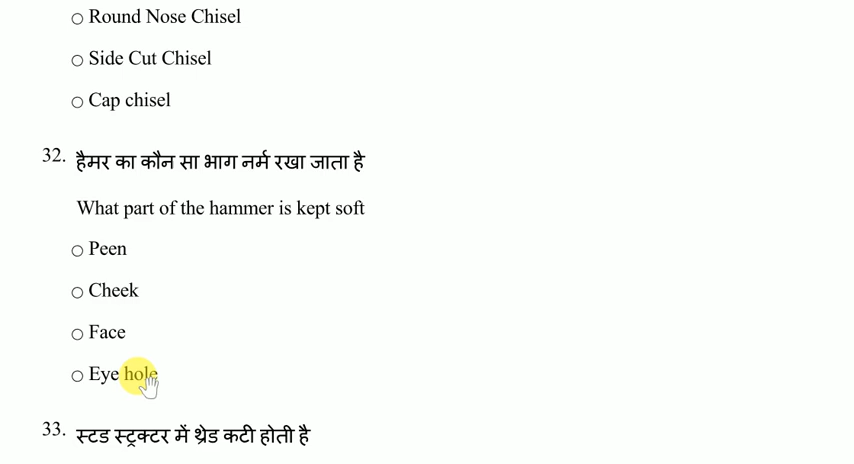 Round Nose Chisel
Side Cut Chisel
Cap chisel
32. हैमर का कौन सा भाग नर्म रखा जाता है
What part of the hammer is kept soft
Peen
Cheek
Face
Eye hole
33. स्टड स्ट्रक्टर में थ्रेड कटी होती है